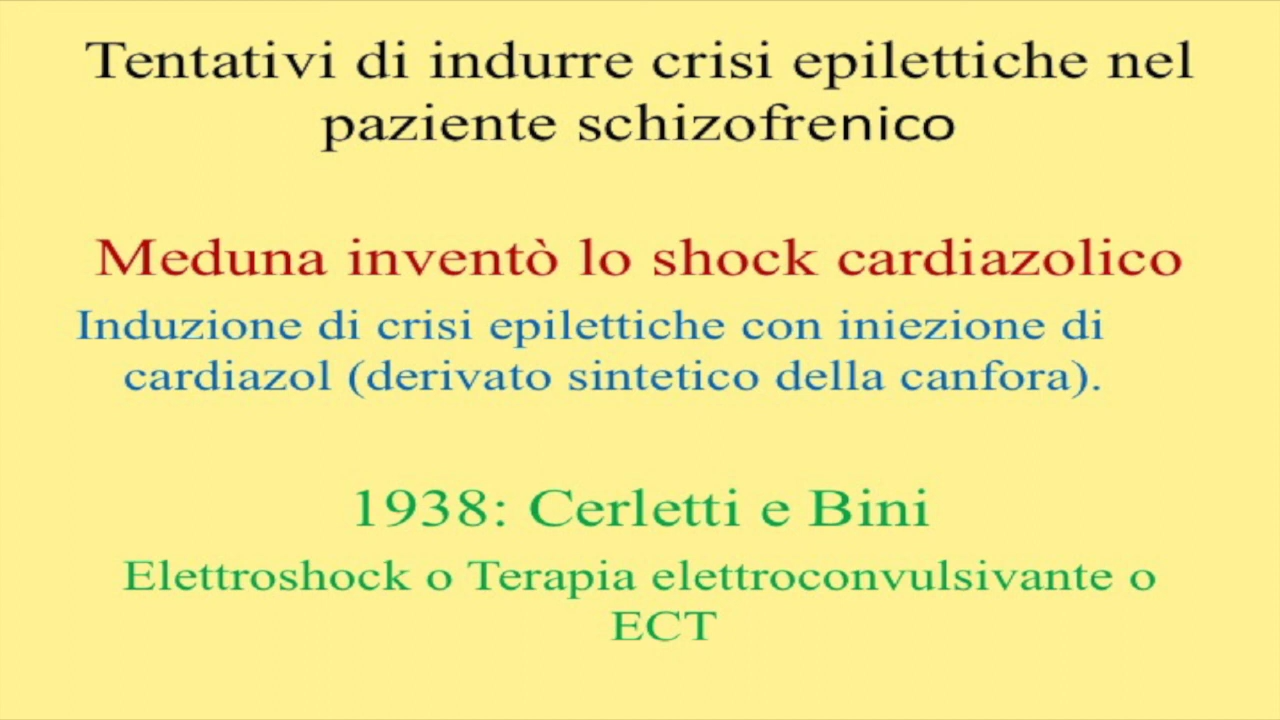 Tentativi di indurre crisi epilettiche nel
paziente schizofrenico
Meduna inventò lo shock cardiazolico
Induzione di crisi epilettiche con iniezione di
cardiazol (derivato sintetico della canfora).
1938: Cerletti e Bini
Elettroshock o Terapia elettroconvulsivante o
ECT